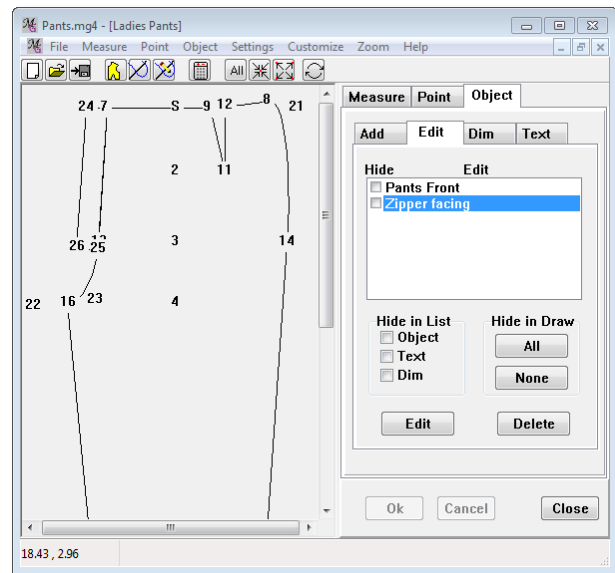 Pants.mg4 - [Ladies Pants]
File Measure Point Object Settings Customize Zoom Help
All
24 7 S 9 12 8 21
2 11
26 25 3 14
22 16 23 4
Measure Point Object
Add Edit Dim Text
Hide Edit
Pants Front
Zipper facing
Hide in List Hide in Draw
Object
Text
Dim
All
None
Edit Delete
Ok Cancel Close
18.43 , 2.96